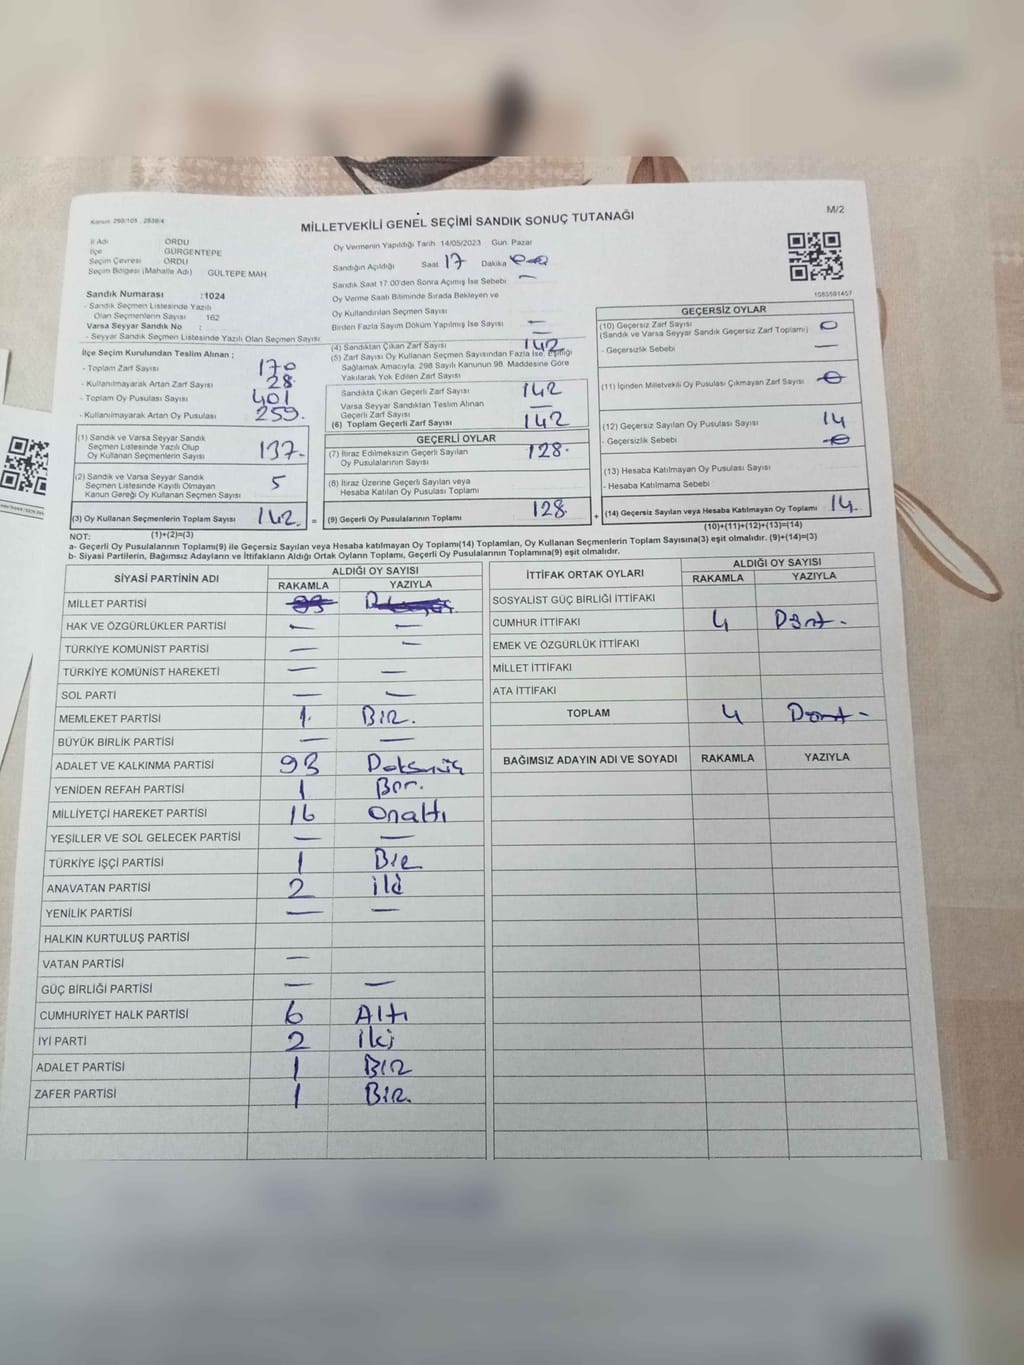 Kanun: 298/105 , 2839/4
M/2
MİLLETVEKİLİ GENEL SEÇİMİ SANDIK SONUÇ TUTANAĞI
İl Adı ORDU
İlçe GÜRGENTEPE
Seçim Çevresi ORDU
Seçim Bölgesi (Mahalle Adı) GÜLTEPE MAH
Sandık Numarası :1024
- Sandık Seçmen Listesinde Yazılı
Olan Seçmenlerin Sayısı 162
Varsa Seyyar Sandık No :
- Seyyar Sandık Seçmen Listesinde Yazılı Olan Seçmen Sayısı
Oy Vermenin Yapıldığı Tarih 14/05/2023 Gün Pazar
Sandığın Açıldığı Saat 17 Dakika
Sandık Saat 17:00'den Sonra Açımış İse Sebebi —
Oy Verme Saati Bitiminde Sırada Bekleyen ve
Oy Kullandırılan Seçmen Sayısı
Birden Fazla Sayım Döküm Yapılmış İse Sayısı —
1085591457
İlçe Seçim Kurulundan Teslim Alınan ;
- Toplam Zarf Sayısı 170
- Kullanılmayarak Artan Zarf Sayısı 28
- Toplam Oy Pusulası Sayısı 401
- Kullanılmayarak Artan Oy Pusulası 259.
(4) Sandıktan Çıkan Zarf Sayısı 142
(5) Zarf Sayısı Oy Kullanan Seçmen Sayısından Fazla İse, Eşitliği
Sağlamak Amacıyla, 298 Sayılı Kanunun 98. Maddesine Göre
Yakılarak Yok Edilen Zarf Sayısı —
Sandıkta Çıkan Geçerli Zarf Sayısı 142
Varsa Seyyar Sandıktan Teslim Alınan
Geçerli Zarf Sayısı —
(6) Toplam Geçerli Zarf Sayısı 142
GEÇERSİZ OYLAR
(10) Geçersiz Zarf Sayısı 0
(Sandık ve Varsa Seyyar Sandık Geçersiz Zarf Toplamı)
- Geçersizlik Sebebi —
(11) İçinden Milletvekili Oy Pusulası Çıkmayan Zarf Sayısı
(12) Geçersiz Sayılan Oy Pusulası Sayısı 14
- Geçersizlik Sebebi
(13) Hesaba Katılmayan Oy Pusulası Sayısı
- Hesaba Katılmama Sebebi
(14) Geçersiz Sayılan veya Hesaba Katılmayan Oy Toplamı 14.
(10)+(11)+(12)+(13)=(14)
(1) Sandık ve Varsa Seyyar Sandık
Seçmen Listesinde Yazılı Olup
Oy Kullanan Seçmenlerin Sayısı 137.
(2) Sandık ve Varsa Seyyar Sandık
Seçmen Listesinde Kayıtlı Olmayan
Kanun Gereği Oy Kullanan Seçmen Sayısı 5
(3) Oy Kullanan Seçmenlerin Toplam Sayısı 142. =
(1)+(2)=(3)
GEÇERLİ OYLAR
(7) İtiraz Edilmeksizin Geçerli Sayılan
Oy Pusulalarının Sayısı 128.
(8) İtiraz Üzerine Geçerli Sayılan veya
Hesaba Katılan Oy Pusulası Toplamı
(9) Geçerli Oy Pusulalarının Toplamı 128. +
NOT:
a- Geçerli Oy Pusulalarının Toplamı(9) ile Geçersiz Sayılan veya Hesaba katılmayan Oy Toplamı(14) Toplamları, Oy Kullanan Seçmenlerin Toplam Sayısına(3) eşit olmalıdır. (9)+(14)=(3)
b- Siyasi Partilerin, Bağımsız Adayların ve İttifakların Aldığı Ortak Oyların Toplamı, Geçerli Oy Pusulalarının Toplamına(9) eşit olmalıdır.
SİYASİ PARTİNİN ADI ALDIĞI OY SAYISI
RAKAMLA YAZIYLA
MİLLET PARTİSİ
HAK VE ÖZGÜRLÜKLER PARTİSİ — —
TÜRKİYE KOMÜNİST PARTİSİ — —
TÜRKİYE KOMÜNİST HAREKETİ — —
SOL PARTİ — —
MEMLEKET PARTİSİ 1. BİR.
BÜYÜK BİRLİK PARTİSİ — —
ADALET VE KALKINMA PARTİSİ 93 Doksanüç
YENİDEN REFAH PARTİSİ 1 Bir.
MİLLİYETÇİ HAREKET PARTİSİ 16 onaltı
YEŞİLLER VE SOL GELECEK PARTİSİ — —
TÜRKİYE İŞÇİ PARTİSİ 1 Bir
ANAVATAN PARTİSİ 2 iki
YENİLİK PARTİSİ — —
HALKIN KURTULUŞ PARTİSİ
VATAN PARTİSİ —
GÜÇ BİRLİĞİ PARTİSİ — —
CUMHURİYET HALK PARTİSİ 6 Altı
İYİ PARTİ 2 iki
ADALET PARTİSİ 1 BIR
ZAFER PARTİSİ 1 Bir.
İTTİFAK ORTAK OYLARI ALDIĞI OY SAYISI
RAKAMLA YAZIYLA
SOSYALİST GÜÇ BİRLİĞİ İTTİFAKI
CUMHUR İTTİFAKI 4 Dört -
EMEK VE ÖZGÜRLÜK İTTİFAKI
MİLLET İTTİFAKI
ATA İTTİFAKI
TOPLAM 4 Dört -
BAĞIMSIZ ADAYIN ADI VE SOYADI RAKAMLA YAZIYLA